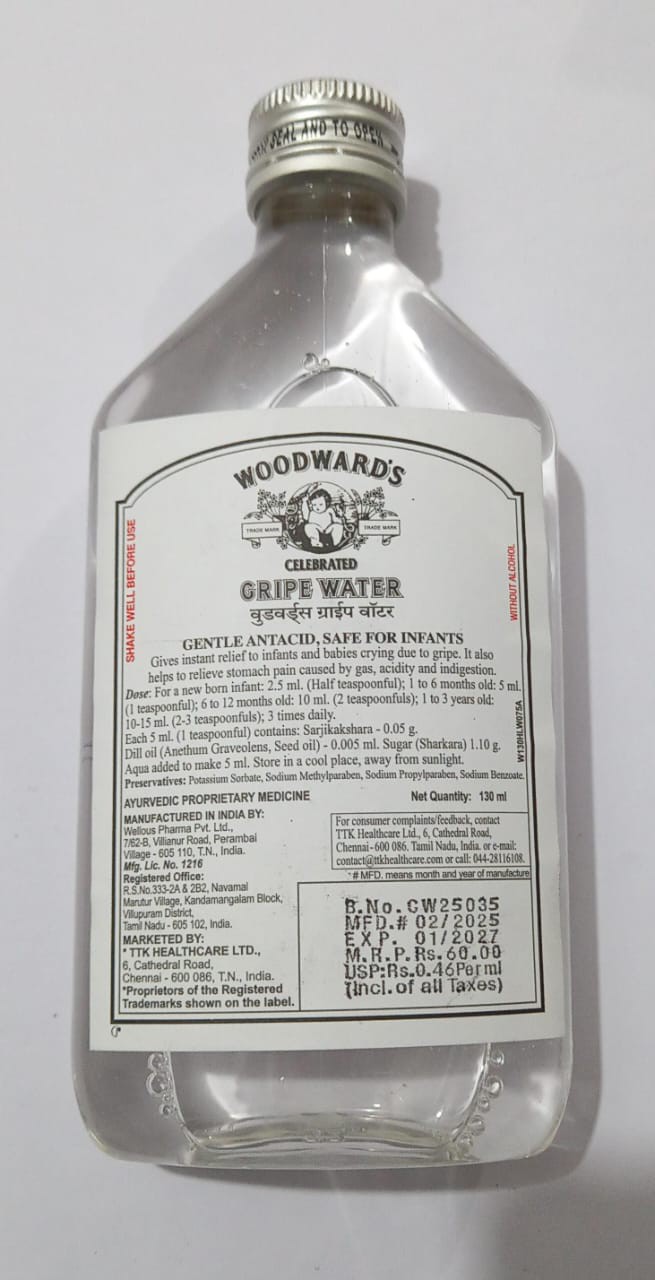 SEAL AND TO OPEN
WOODWARD'S
TRADE MARK
TRADE MARK
CELEBRATED
GRIPE WATER
वुडवर्ड्स ग्राईप वॉटर
SHAKE WELL BEFORE USE
WITHOUT ALCOHOL
GENTLE ANTACID, SAFE FOR INFANTS
Gives instant relief to infants and babies crying due to gripe. It also
helps to relieve stomach pain caused by gas, acidity and indigestion.
Dose: For a new born infant: 2.5 ml. (Half teaspoonful); 1 to 6 months old: 5 ml.
(1 teaspoonful); 6 to 12 months old: 10 ml. (2 teaspoonfuls); 1 to 3 years old:
10-15 ml. (2-3 teaspoonfuls); 3 times daily.
Each 5 ml. (1 teaspoonful) contains: Sarjikakshara - 0.05 g.
Dill oil (Anethum Graveolens, Seed oil) - 0.005 ml. Sugar (Sharkara) 1.10 g.
Aqua added to make 5 ml. Store in a cool place, away from sunlight.
Preservatives: Potassium Sorbate, Sodium Methylparaben, Sodium Propylparaben, Sodium Benzoate.
W130HLW075A
AYURVEDIC PROPRIETARY MEDICINE
Net Quantity: 130 ml
MANUFACTURED IN INDIA BY:
Wellous Pharma Pvt. Ltd.,
7/62-B, Villianur Road, Perambai
Village - 605 110, T.N., India.
Mfg. Lic. No. 1216
Registered Office:
R.S.No.333-2A & 2B2, Navamal
Marutur Village, Kandamangalam Block,
Villupuram District,
Tamil Nadu - 605 102, India.
MARKETED BY:
* TTK HEALTHCARE LTD.,
6, Cathedral Road,
Chennai - 600 086, T.N., India.
*Proprietors of the Registered
Trademarks shown on the label.
For consumer complaints/feedback, contact
TTK Healthcare Ltd., 6, Cathedral Road,
Chennai - 600 086. Tamil Nadu, India. or e-mail:
contact@ttkhealthcare.com or call: 044-28116108.
# MFD. means month and year of manufacture
B.No.CW25035
MFD.# 02/2025
EXP. 01/2027
M.R.P.Rs.60.00
USP:Rs.0.46Per ml
(Incl.of all Taxes)